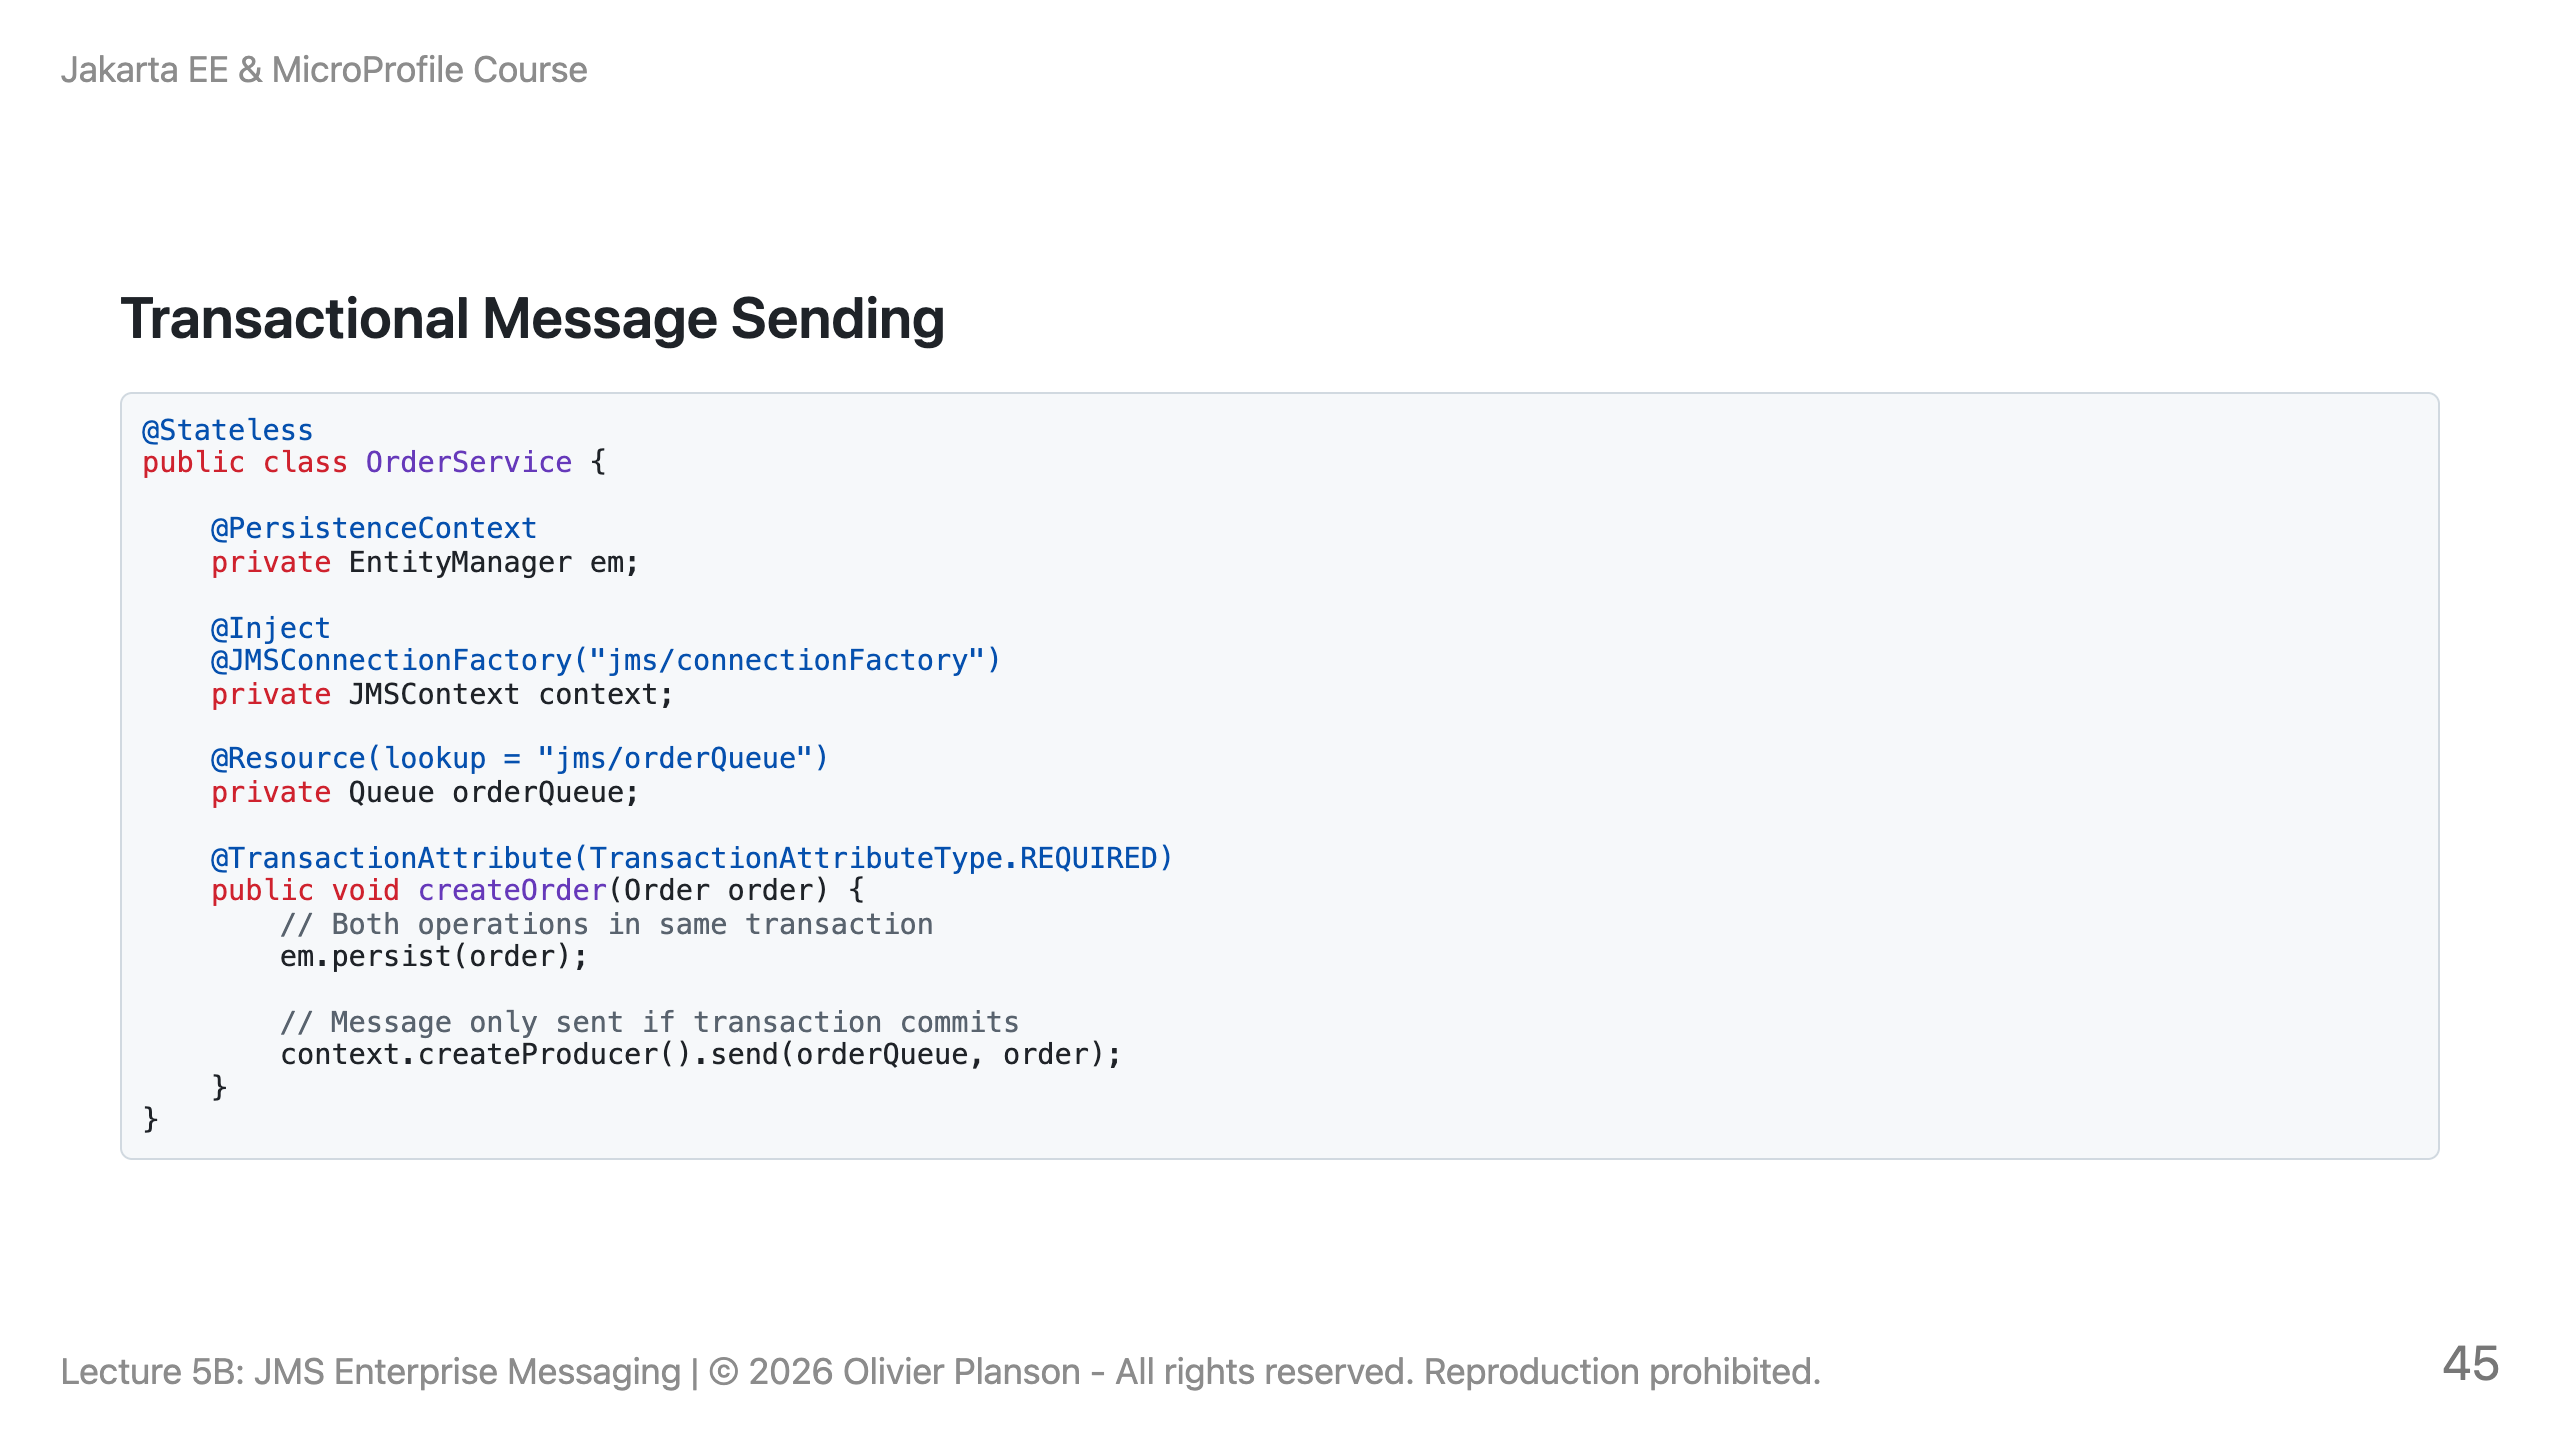 Jakarta EE & MicroProfile Course
Transactional Message Sending
@Stateless
public class OrderService {
    @PersistenceContext
    private EntityManager em;
    @Inject
    @JMSConnectionFactory("jms/connectionFactory")
    private JMSContext context;
    @Resource(lookup = "jms/orderQueue")
    private Queue orderQueue;
    @TransactionAttribute(TransactionAttributeType.REQUIRED)
    public void createOrder(Order order) {
        // Both operations in same transaction
        em.persist(order);
        // Message only sent if transaction commits
        context.createProducer().send(orderQueue, order);
    }
}
Lecture 5B: JMS Enterprise Messaging | © 2026 Olivier Planson - All rights reserved. Reproduction prohibited.
45